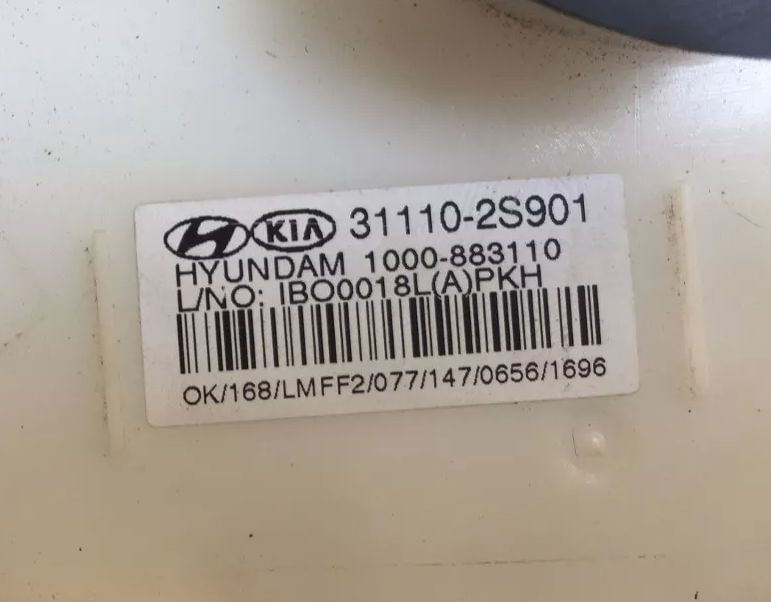 KIA 31110-2S901
HYUNDAM 1000-883110
L/NO: IBO0018L(A)PKH
OK/168/LMFF2/077/147/0656/1696